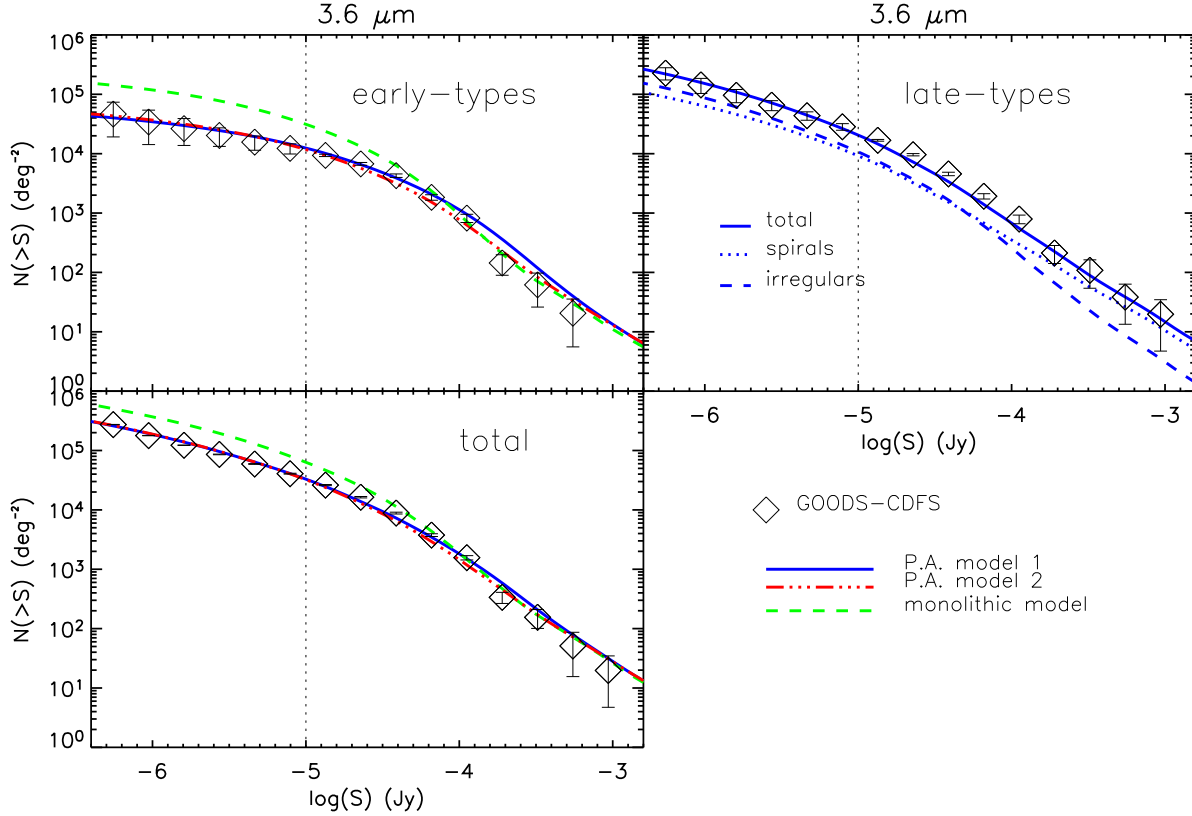 3.6 µm
3.6 µm
10⁶
10⁵
10⁴
10³
10²
10¹
10⁰
N(>S) (deg⁻²)
early−types
late−types
total
spirals
irregulars
−6
−5
−4
−3
log(S) (Jy)
10⁶
10⁵
10⁴
10³
10²
10¹
10⁰
N(>S) (deg⁻²)
total
−6
−5
−4
−3
log(S) (Jy)
GOODS−CDFS
P.A. model 1
P.A. model 2
monolithic model